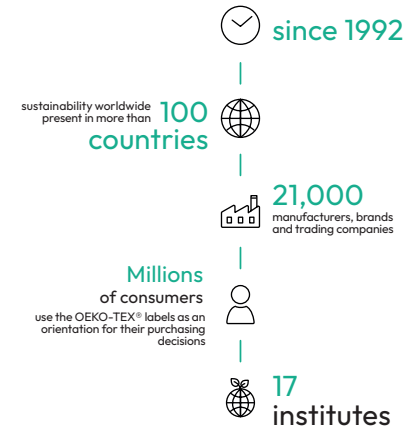 since 1992
sustainability worldwide
present in more than 100
countries
21,000
manufacturers, brands
and trading companies
Millions
of consumers
use the OEKO-TEX® labels as an
orientation for their purchasing
decisions
17
institutes